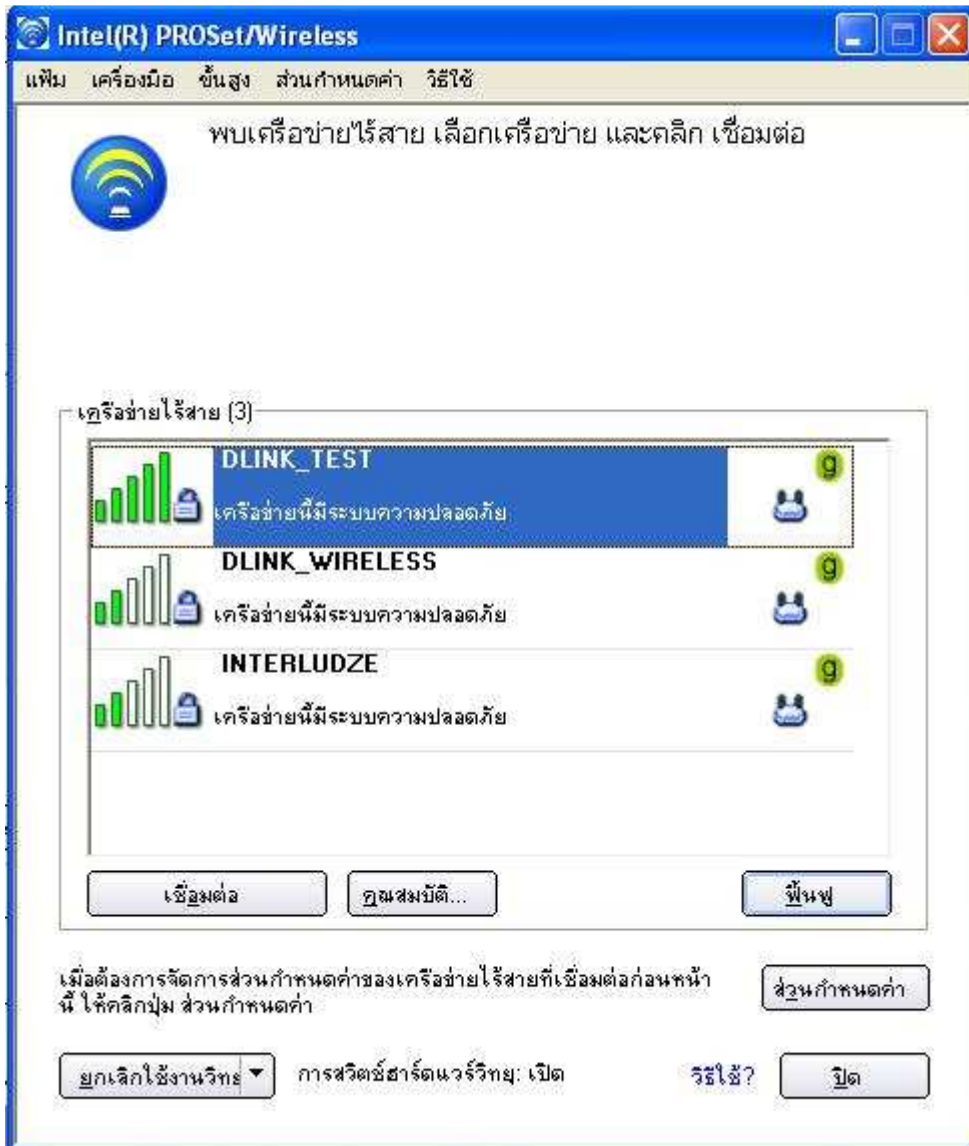 Intel(R) PROSet/Wireless
แฟ้ม เครื่องมือ ขั้นสูง ส่วนกำหนดค่า วิธีใช้
พบเครือข่ายไร้สาย เลือกเครือข่าย และคลิก เชื่อมต่อ
เครือข่ายไร้สาย (3)
DLINK_TEST
g
เครือข่ายนี้มีระบบความปลอดภัย
DLINK_WIRELESS
g
เครือข่ายนี้มีระบบความปลอดภัย
INTERLUDZE
g
เครือข่ายนี้มีระบบความปลอดภัย
เชื่อมต่อ คุณสมบัติ... ฟื้นฟู
เมื่อต้องการจัดการส่วนกำหนดค่าของเครือข่ายไร้สายที่เชื่อมต่อก่อนหน้า
นี้ ให้คลิกปุ่ม ส่วนกำหนดค่า
ส่วนกำหนดค่า
ยกเลิกใช้งานวิทยุ การสวิตช์ฮาร์ดแวร์วิทยุ: เปิด วิธีใช้? ปิด